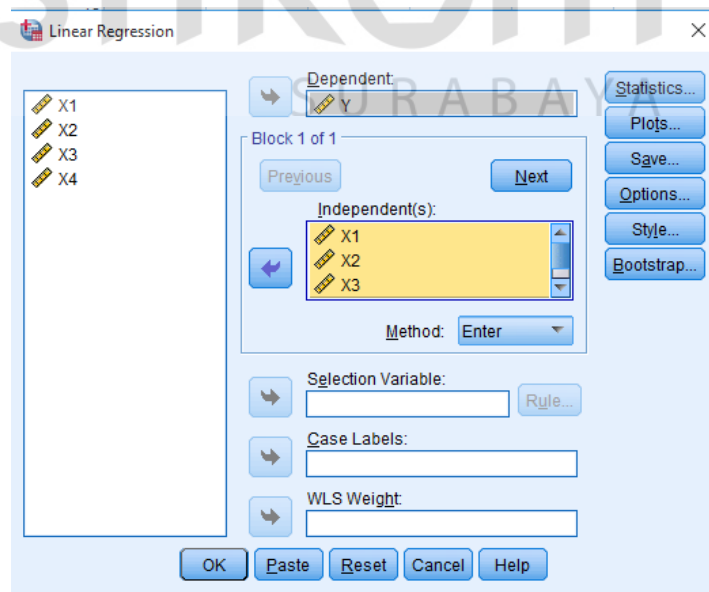 Linear Regression
SURABAYA
X1
X2
X3
X4
Dependent:
Y
Block 1 of 1
Previous
Next
Independent(s):
X1
X2
X3
Method: Enter
Selection Variable:
Rule...
Case Labels:
WLS Weight:
Statistics...
Plots...
Save...
Options...
Style...
Bootstrap...
OK Paste Reset Cancel Help